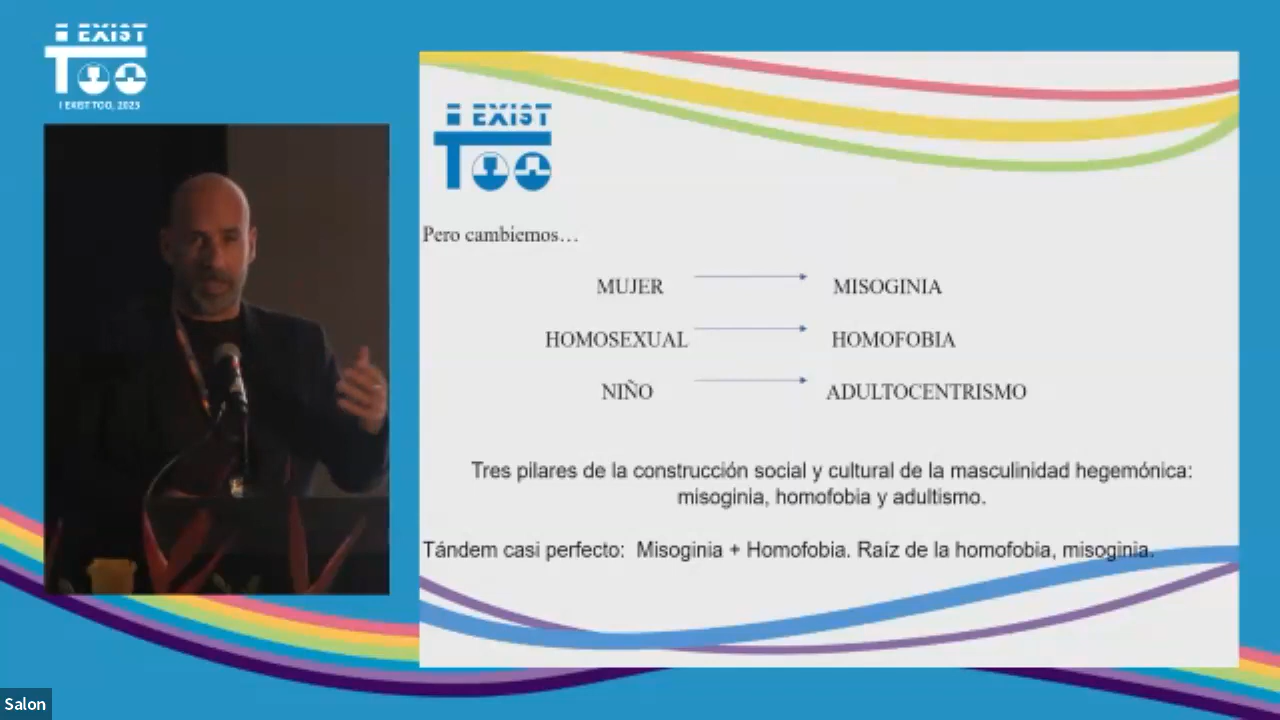 I EXIST
TOO
I EXIST TOO, 2023
I EXIST
TOO
Pero cambiemos…
MUJER MISOGINIA
HOMOSEXUAL HOMOFOBIA
NIÑO ADULTOCENTRISMO
Tres pilares de la construcción social y cultural de la masculinidad hegemónica:
misoginia, homofobia y adultismo.
Tándem casi perfecto: Misoginia + Homofobia. Raíz de la homofobia, misoginia.
Salon